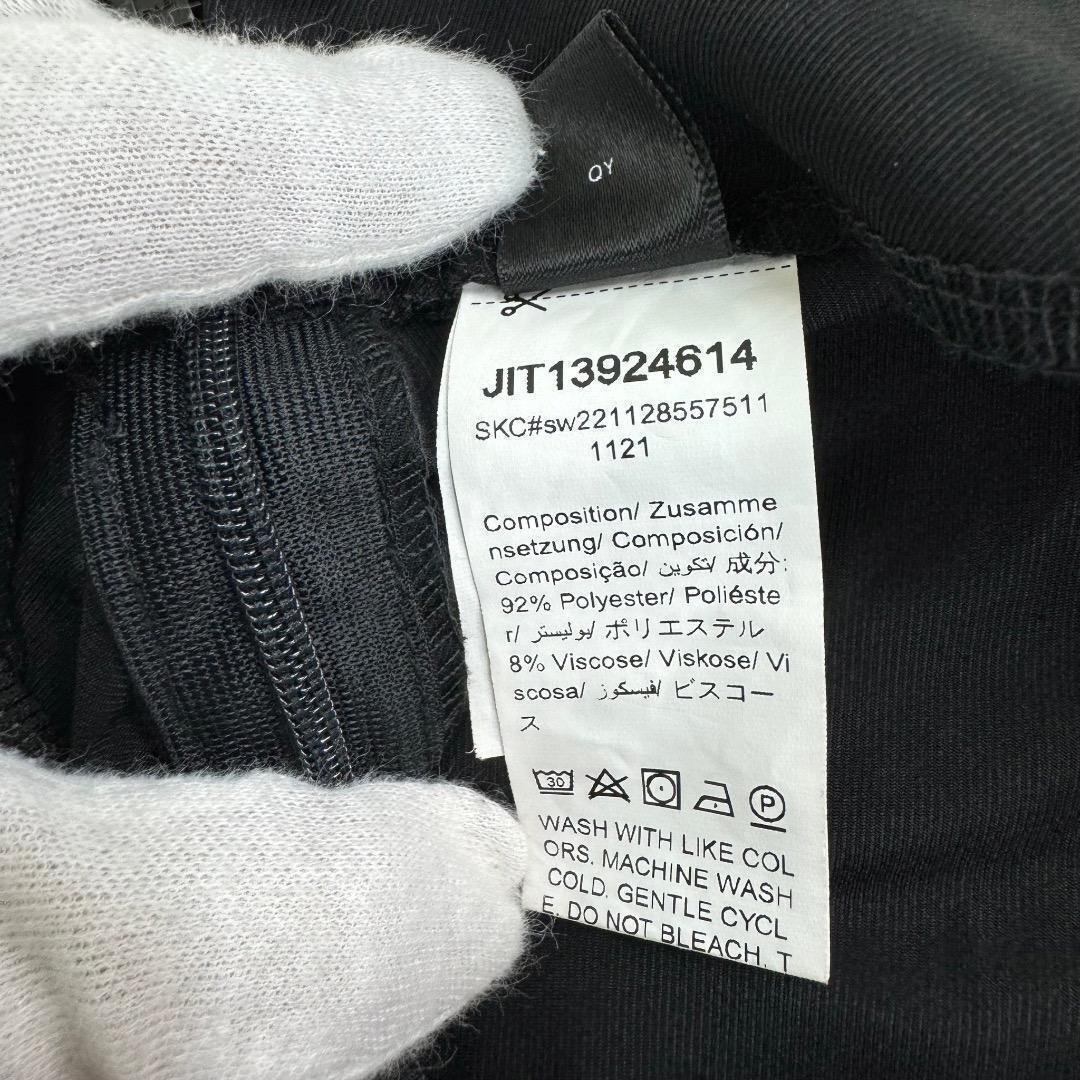 QY
JIT13924614
SKC#sw221128557511
1121
Composition/ Zusamme
nsetzung/ Composición/
Composição/ تكوين/ 成分:
92% Polyester/ Poliéste
r/ بوليستر/ ポリエステル
8% Viscose/ Viskose/ Vi
scosa/ فيسكوز/ ビスコー
ス
30 P
WASH WITH LIKE COL
ORS. MACHINE WASH
COLD. GENTLE CYCL
E. DO NOT BLEACH. T